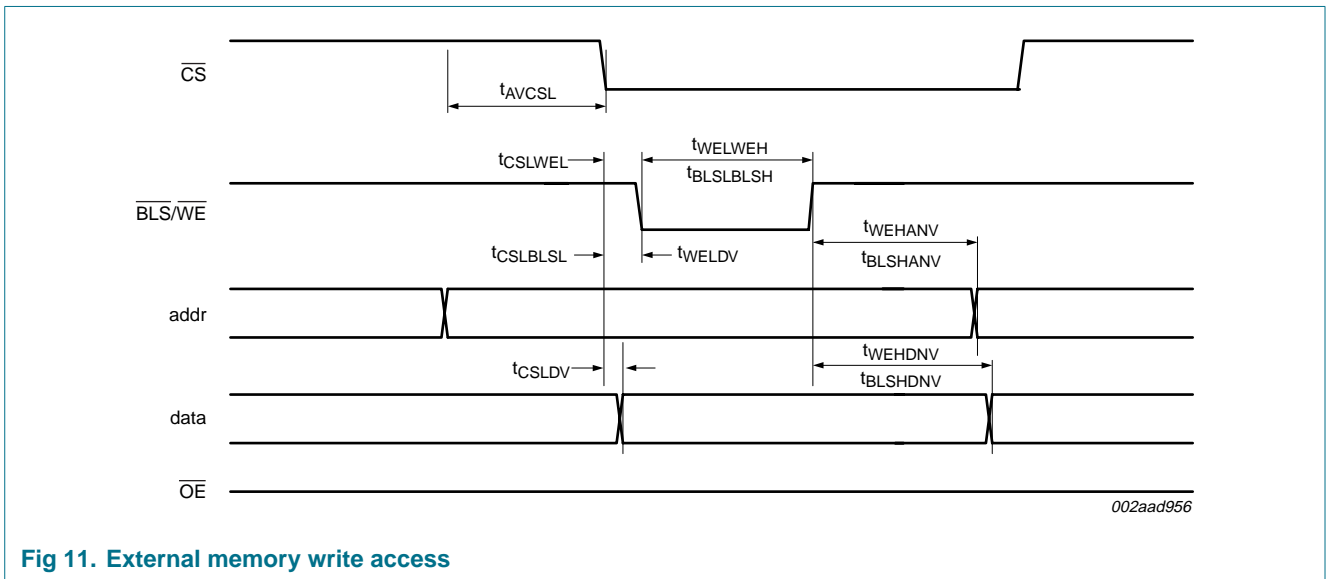 CS
tAVCSL
tCSLWEL
tWELWEH
tBLSLBLSH
BLS/WE
tWEHANV
tCSLBLSL
tWELDV
tBLSHANV
addr
tWEHDNV
tCSLDV
tBLSHDNV
data
OE
002aad956
Fig 11. External memory write access